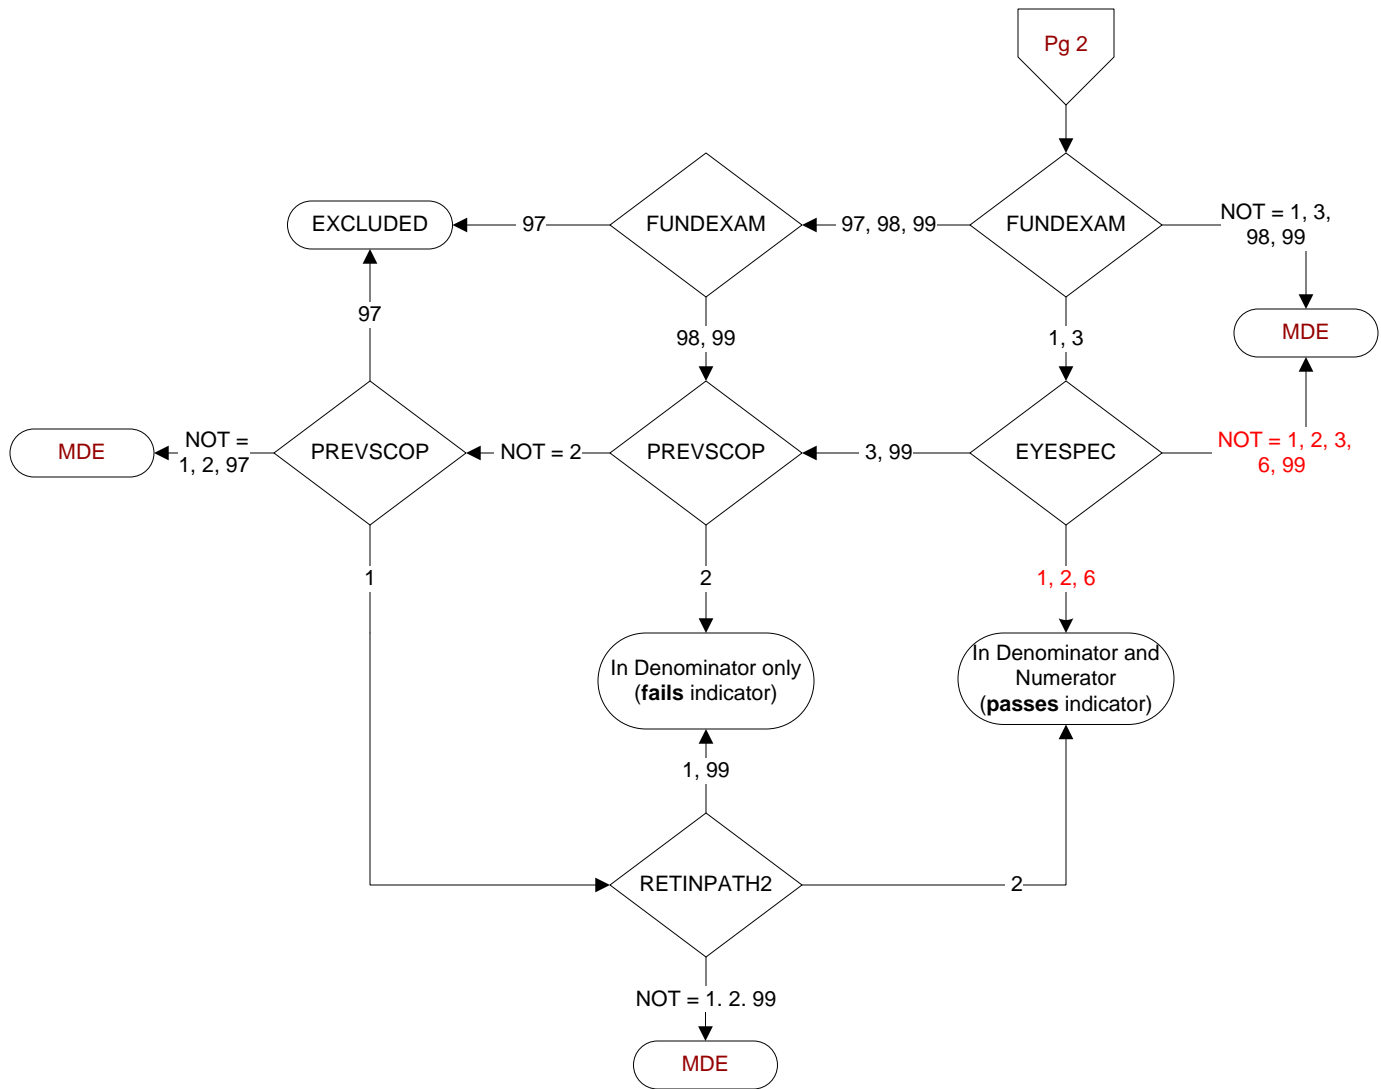 Pg 2
EXCLUDED
97
FUNDEXAM
97, 98, 99
FUNDEXAM
NOT = 1, 3,
98, 99
97
98, 99
1, 3
MDE
MDE
NOT =
1, 2, 97
PREVSCOP
NOT = 2
PREVSCOP
3, 99
EYESPEC
NOT = 1, 2, 3,
6, 99
1
2
1, 2, 6
In Denominator only
(fails indicator)
In Denominator and
Numerator
(passes indicator)
1, 99
RETINPATH2
2
NOT = 1. 2. 99
MDE